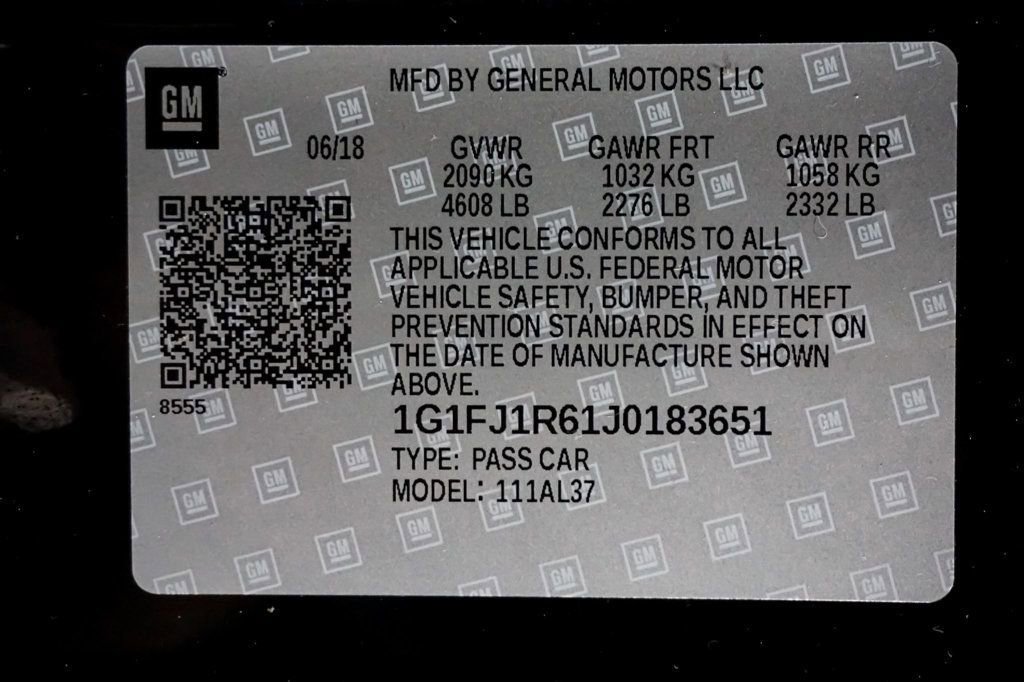 GM
MFD BY GENERAL MOTORS LLC
06/18 GVWR GAWR FRT GAWR RR
2090 KG 1032 KG 1058 KG
4608 LB 2276 LB 2332 LB
THIS VEHICLE CONFORMS TO ALL
APPLICABLE U.S. FEDERAL MOTOR
VEHICLE SAFETY, BUMPER, AND THEFT
PREVENTION STANDARDS IN EFFECT ON
THE DATE OF MANUFACTURE SHOWN
ABOVE.
8555
1G1FJ1R61J0183651
TYPE: PASS CAR
MODEL: 111AL37